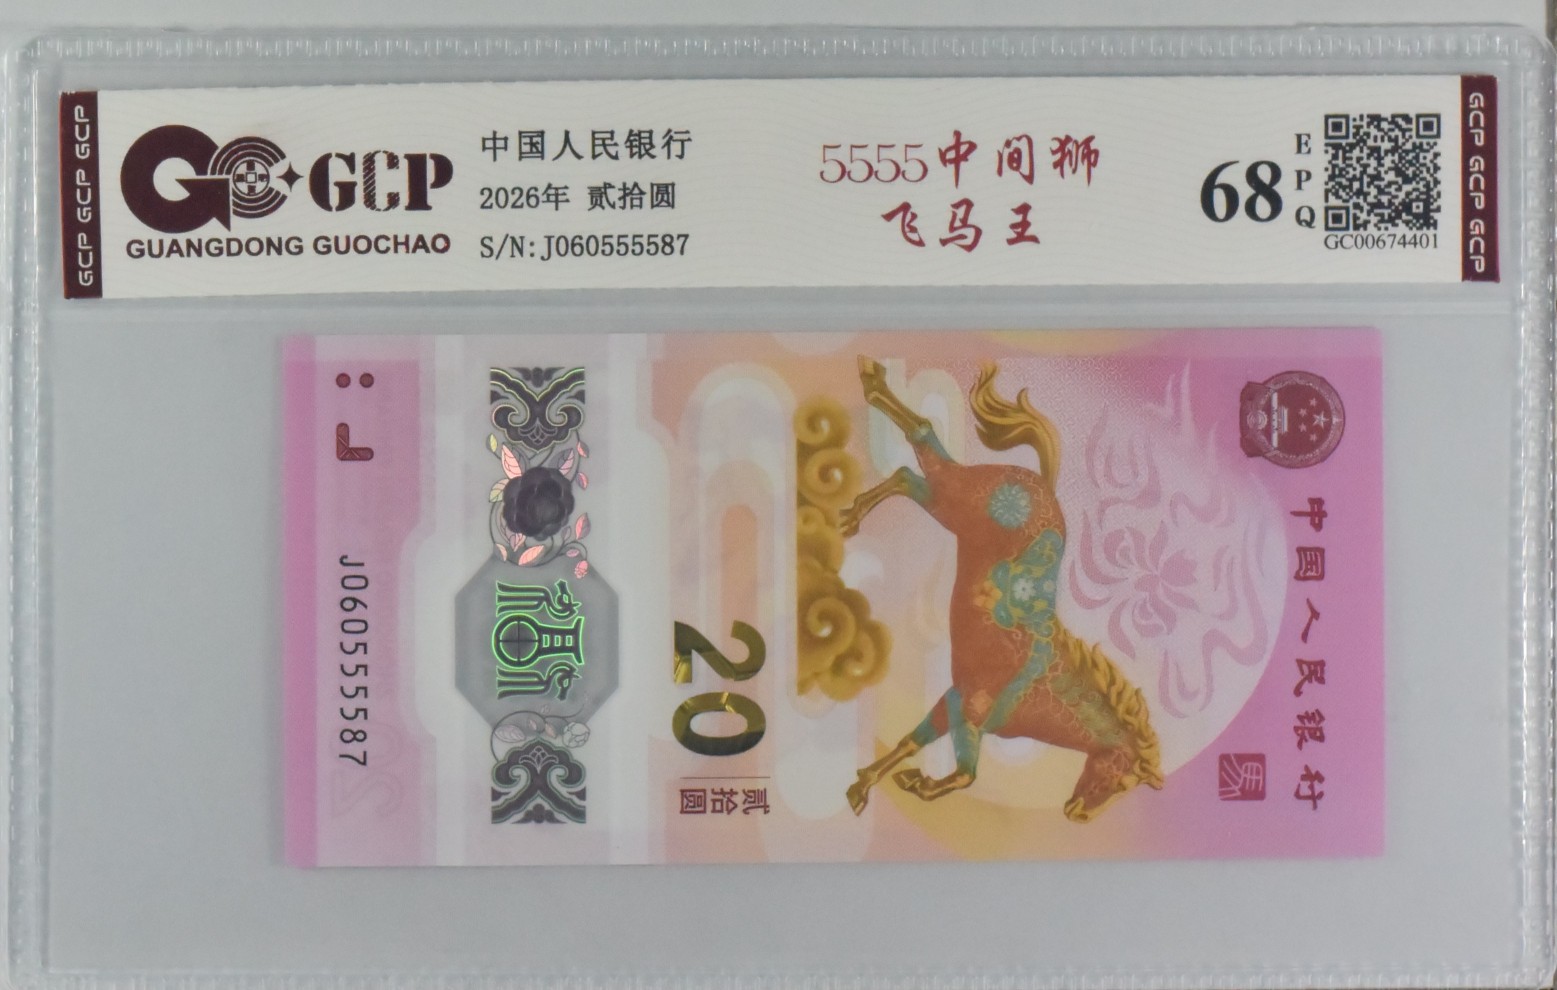 GCP GCP GCP
GCP
GUANGDONG GUOCHAO
中国人民银行
2026年 贰拾圆
S/N:J060555587
5555中间狮
飞马王
68
EPQ
GC00674401
GCP GCP GCP
中国人民银行
馬
20
贰拾圆
J060555587